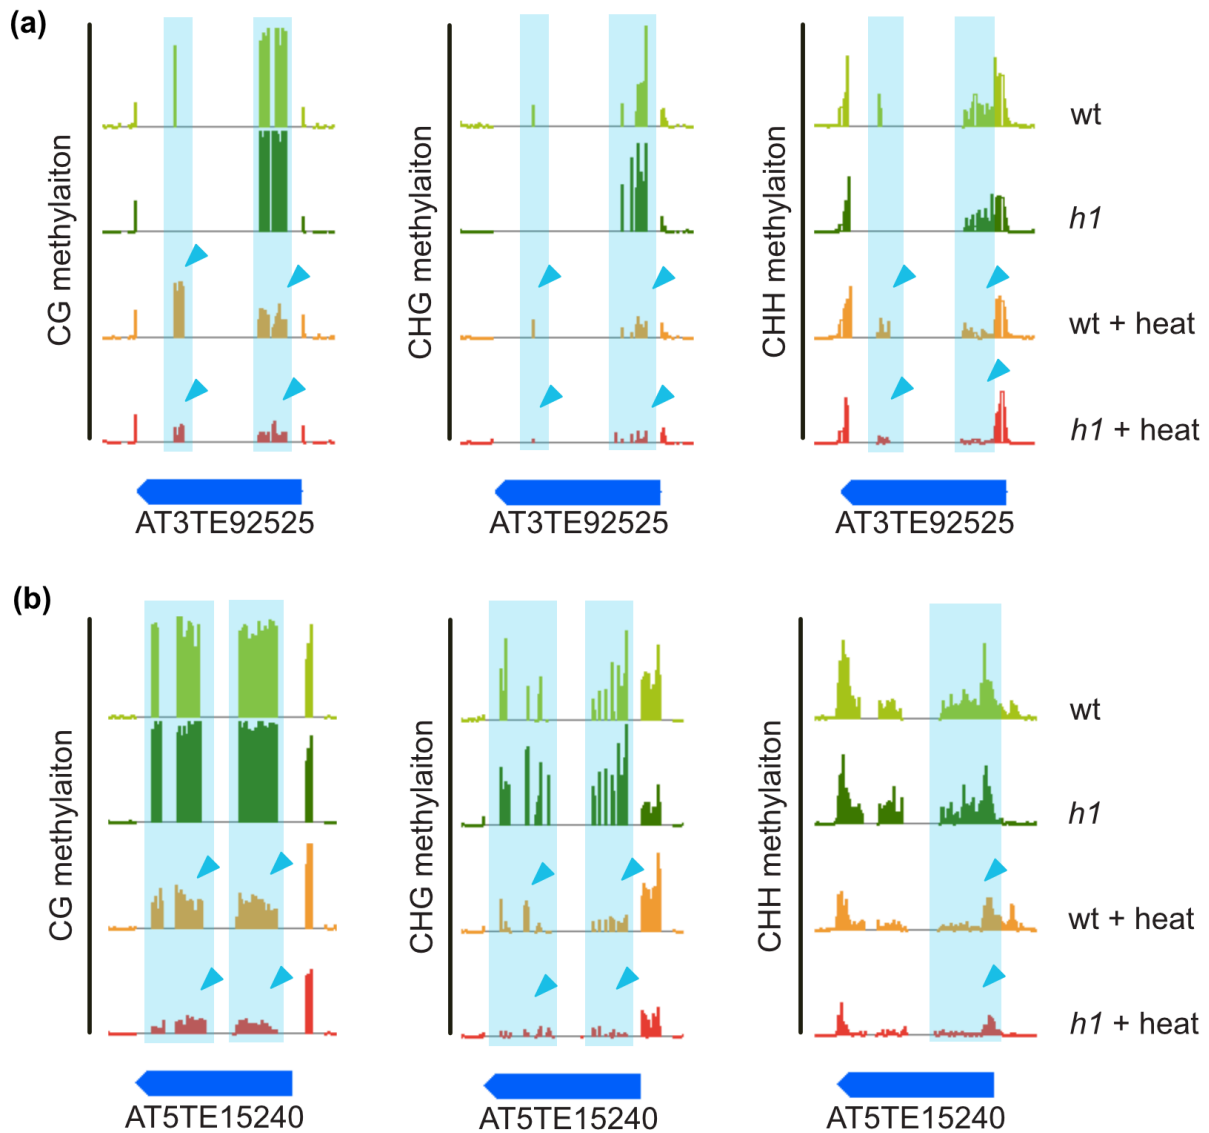 (a)
CG methylaiton
CHG methylaiton
CHH methylaiton
wt
h1
wt + heat
h1 + heat
AT3TE92525
AT3TE92525
AT3TE92525
(b)
CG methylaiton
CHG methylaiton
CHH methylaiton
wt
h1
wt + heat
h1 + heat
AT5TE15240
AT5TE15240
AT5TE15240